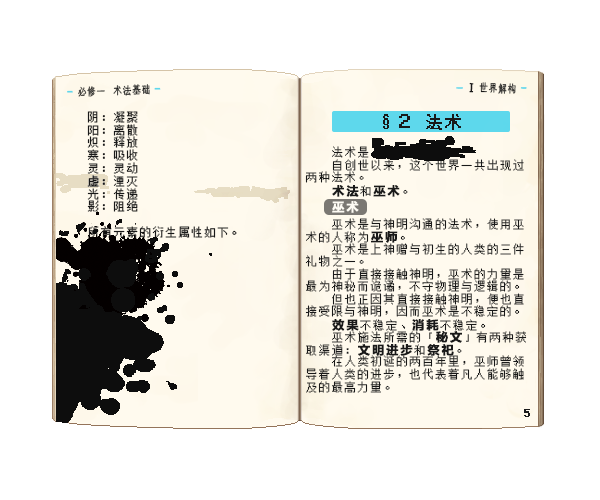 必修一 术法基础
阴：凝聚
阳：离散
炽：释放
寒：吸收
灵：灵动
虚：湮灭
光：传递
影：阻绝
所有元素的衍生属性如下。
I 世界解构
§2 法术
法术是
自创世以来，这个世界一共出现过
两种法术。
术法和巫术。
巫术
巫术是与神明沟通的法术，使用巫
术的人称为巫师。
巫术是上神赠与初生的人类的三件
礼物之一。
由于直接接触神明，巫术的力量是
最为神秘而诡谲，不守物理与逻辑的。
但也正因其直接接触神明，便也直
接受限与神明，因而巫术是不稳定的。
效果不稳定、消耗不稳定。
巫术施法所需的「秘文」有两种获
取渠道：文明进步和祭祀。
在人类初诞的两百年里，巫师曾领
导着人类的进步，也代表着凡人能够触
及的最高力量。
5